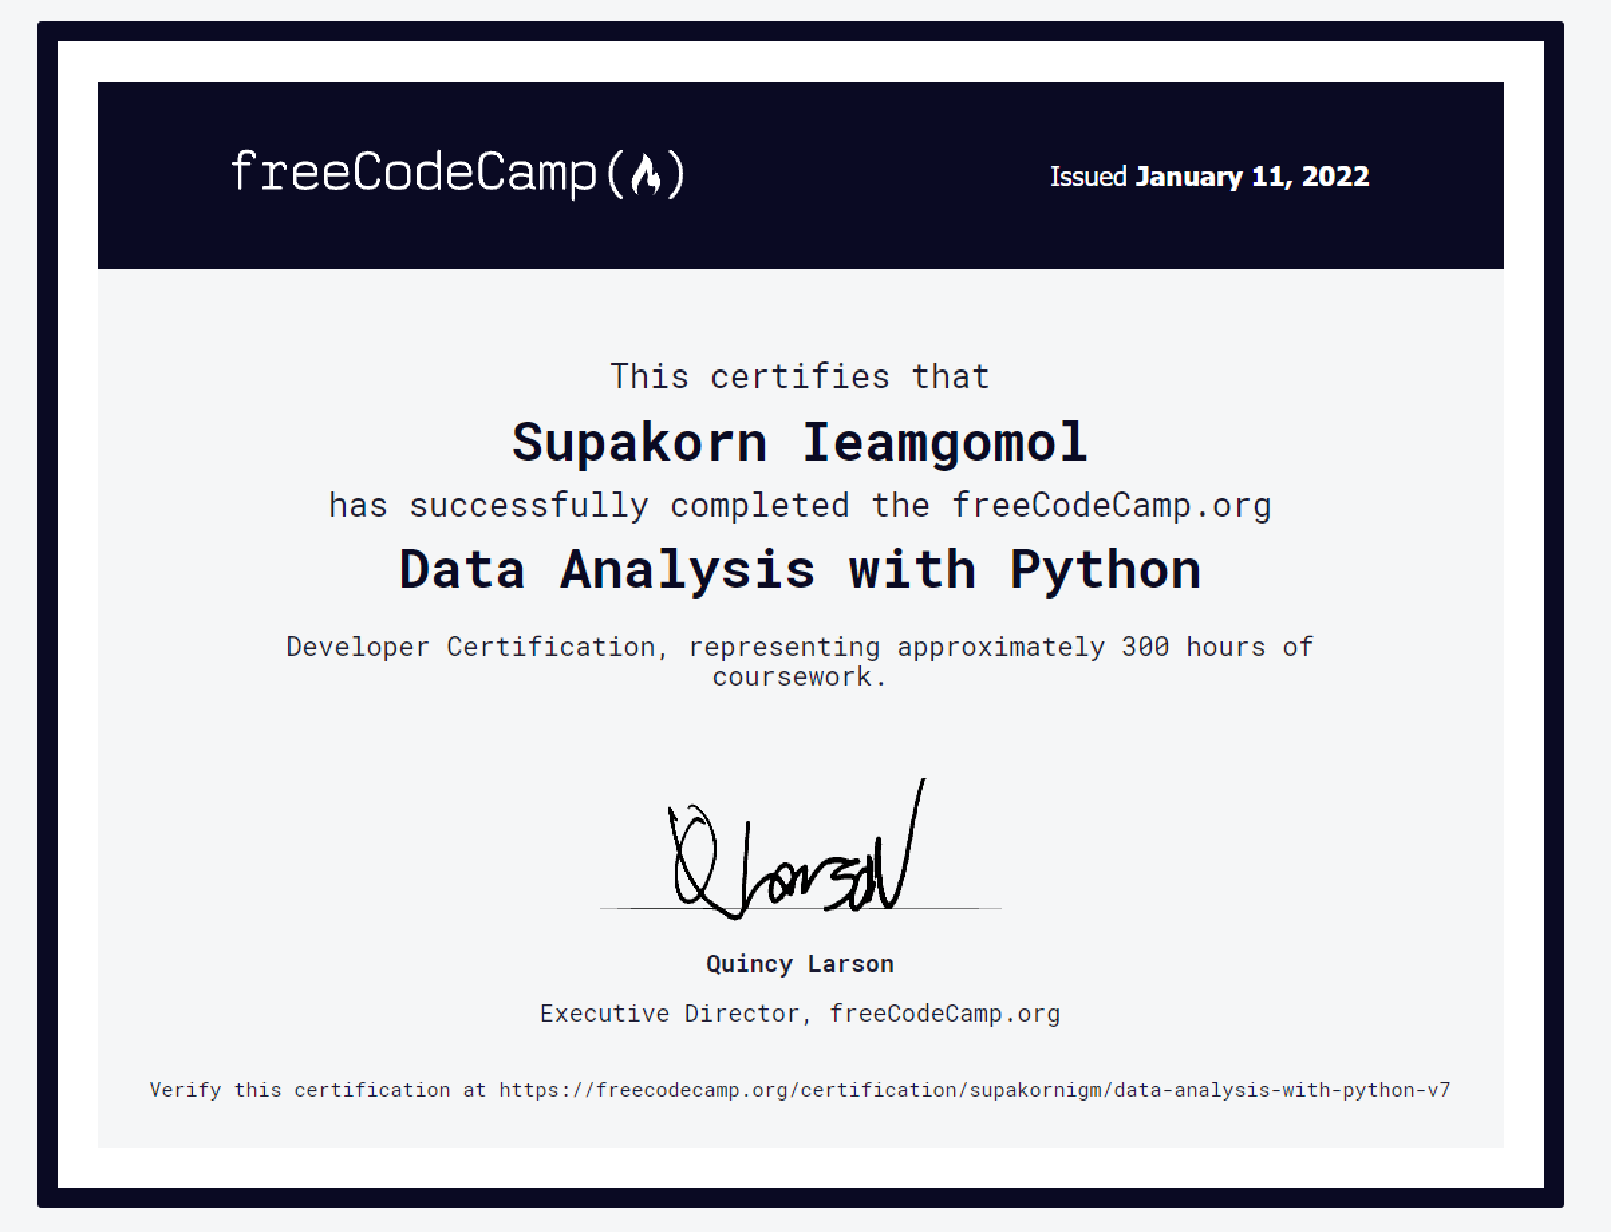 freeCodeCamp(🔥)
Issued January 11, 2022
This certifies that
Supakorn Ieamgomol
has successfully completed the freeCodeCamp.org
Data Analysis with Python
Developer Certification, representing approximately 300 hours of
coursework.
Q Larson
Quincy Larson
Executive Director, freeCodeCamp.org
Verify this certification at https://freecodecamp.org/certification/supakornigm/data-analysis-with-python-v7